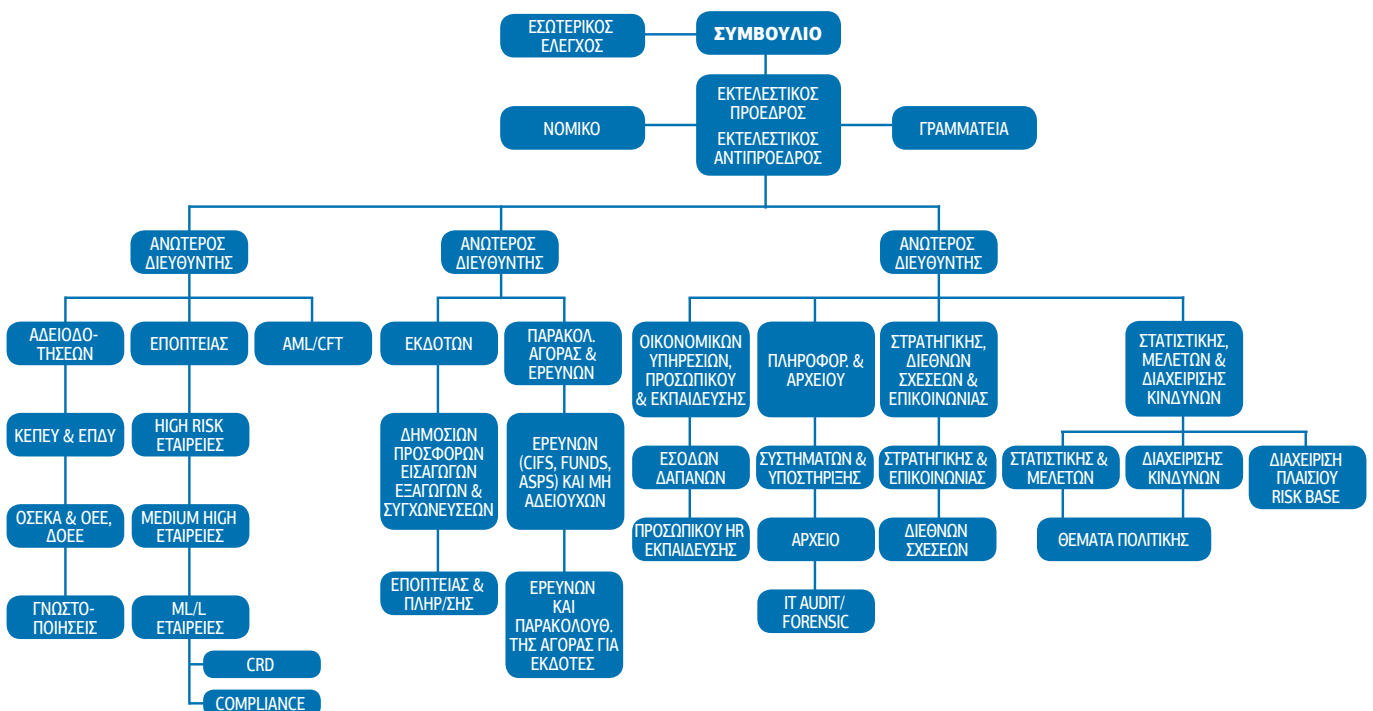 ΕΣΩΤΕΡΙΚΟΣ
ΕΛΕΓΧΟΣ
ΣΥΜΒΟΥΛΙΟ
ΕΚΤΕΛΕΣΤΙΚΟΣ
ΠΡΟΕΔΡΟΣ
ΕΚΤΕΛΕΣΤΙΚΟΣ
ΑΝΤΙΠΡΟΕΔΡΟΣ
ΝΟΜΙΚΟ
ΓΡΑΜΜΑΤΕΙΑ
ΑΝΩΤΕΡΟΣ
ΔΙΕΥΘΥΝΤΗΣ
ΑΝΩΤΕΡΟΣ
ΔΙΕΥΘΥΝΤΗΣ
ΑΝΩΤΕΡΟΣ
ΔΙΕΥΘΥΝΤΗΣ
ΑΔΕΙΟΔΟ-
ΤΗΣΕΩΝ
ΕΠΟΠΤΕΙΑΣ
AML/CFT
ΕΚΔΟΤΩΝ
ΠΑΡΑΚΟΛ.
ΑΓΟΡΑΣ &
ΕΡΕΥΝΩΝ
ΟΙΚΟΝΟΜΙΚΩΝ
ΥΠΗΡΕΣΙΩΝ,
ΠΡΟΣΩΠΙΚΟΥ
& ΕΚΠΑΙΔΕΥΣΗΣ
ΠΛΗΡΟΦΟΡ. &
ΑΡΧΕΙΟΥ
ΣΤΡΑΤΗΓΙΚΗΣ,
ΔΙΕΘΝΩΝ
ΣΧΕΣΕΩΝ &
ΕΠΙΚΟΙΝΩΝΙΑΣ
ΣΤΑΤΙΣΤΙΚΗΣ,
ΜΕΛΕΤΩΝ &
ΔΙΑΧΕΙΡΙΣΗΣ
ΚΙΝΔΥΝΩΝ
ΚΕΠΕΥ & ΕΠΔΥ
HIGH RISK
ΕΤΑΙΡΕΙΕΣ
ΔΗΜΟΣΙΩΝ
ΠΡΟΣΦΟΡΩΝ
ΕΙΣΑΓΩΓΩΝ
ΕΞΑΓΩΓΩΝ &
ΣΥΓΧΩΝΕΥΣΕΩΝ
ΕΡΕΥΝΩΝ
(CIFS, FUNDS,
ASPS) ΚΑΙ ΜΗ
ΑΔΕΙΟΥΧΩΝ
ΕΣΟΔΩΝ
ΔΑΠΑΝΩΝ
ΣΥΣΤΗΜΑΤΩΝ &
ΥΠΟΣΤΗΡΙΞΗΣ
ΣΤΡΑΤΗΓΙΚΗΣ &
ΕΠΙΚΟΙΝΩΝΙΑΣ
ΣΤΑΤΙΣΤΙΚΗΣ &
ΜΕΛΕΤΩΝ
ΔΙΑΧΕΙΡΙΣΗΣ
ΚΙΝΔΥΝΩΝ
ΔΙΑΧΕΙΡΙΣΗ
ΠΛΑΙΣΙΟΥ
RISK BASE
ΟΣΕΚΑ & ΟΕΕ,
ΔΟΕΕ
MEDIUM HIGH
ΕΤΑΙΡΕΙΕΣ
ΠΡΟΣΩΠΙΚΟΥ HR
ΕΚΠΑΙΔΕΥΣΗΣ
ΑΡΧΕΙΟ
ΔΙΕΘΝΩΝ
ΣΧΕΣΕΩΝ
ΘΕΜΑΤΑ ΠΟΛΙΤΙΚΗΣ
ΓΝΩΣΤΟ-
ΠΟΙΗΣΕΙΣ
ML/L
ΕΤΑΙΡΕΙΕΣ
ΕΠΟΠΤΕΙΑΣ &
ΠΛΗΡ/ΣΗΣ
ΕΡΕΥΝΩΝ
ΚΑΙ
ΠΑΡΑΚΟΛΟΥΘ.
ΤΗΣ ΑΓΟΡΑΣ ΓΙΑ
ΕΚΔΟΤΕΣ
IT AUDIT/
FORENSIC
CRD
COMPLIANCE